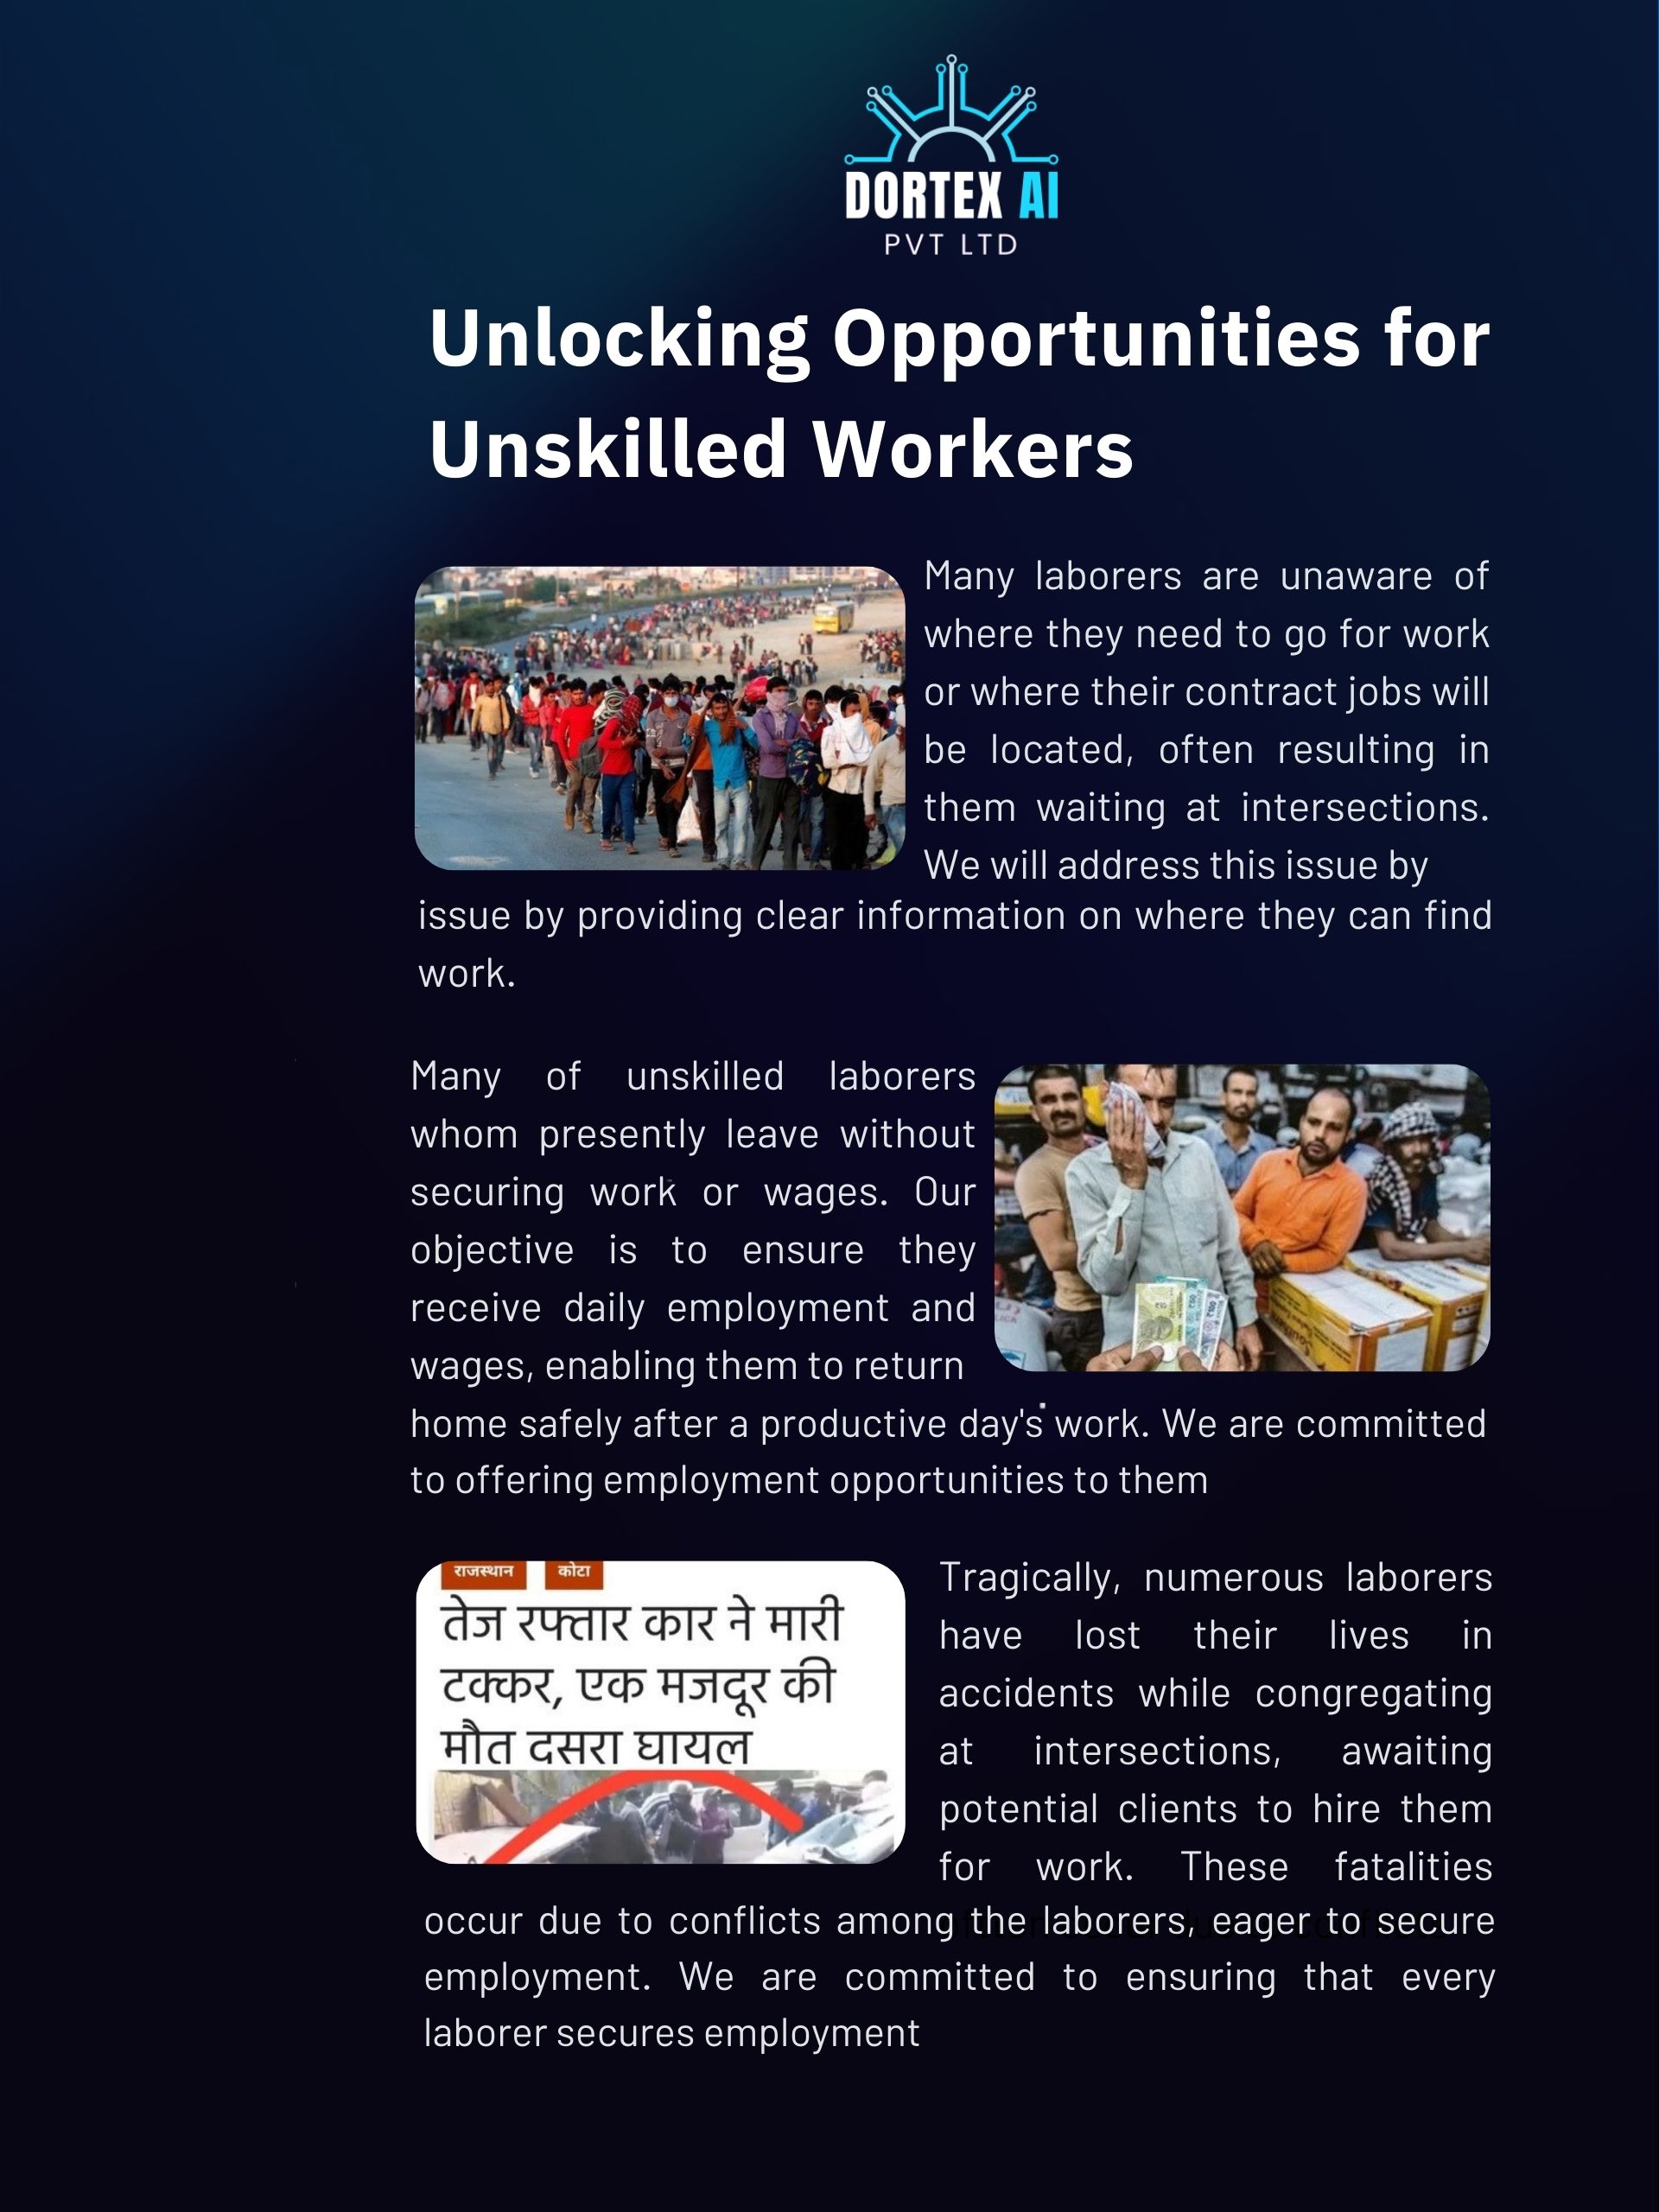 DORTEX AI
PVT LTD
Unlocking Opportunities for
Unskilled Workers
Many laborers are unaware of
where they need to go for work
or where their contract jobs will
be located, often resulting in
them waiting at intersections.
We will address this issue by
issue by providing clear information on where they can find
work.
Many of unskilled laborers
whom presently leave without
securing work or wages. Our
objective is to ensure they
receive daily employment and
wages, enabling them to return
home safely after a productive day's work. We are committed
to offering employment opportunities to them
राजस्थान कोटा
तेज रफ्तार कार ने मारी
टक्कर, एक मजदूर की
मौत दसरा घायल
Tragically, numerous laborers
have lost their lives in
accidents while congregating
at intersections, awaiting
potential clients to hire them
for work. These fatalities
occur due to conflicts among the laborers, eager to secure
employment. We are committed to ensuring that every
laborer secures employment